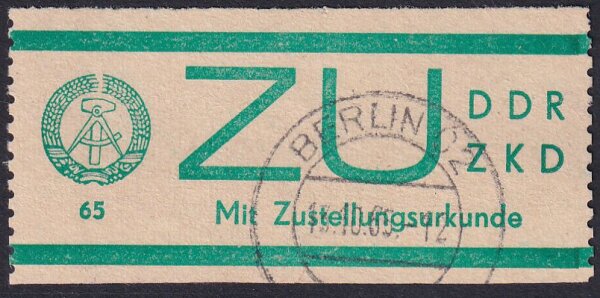 ZU
DDR
ZKD
65
Mit Zustellungsurkunde
BERLIN